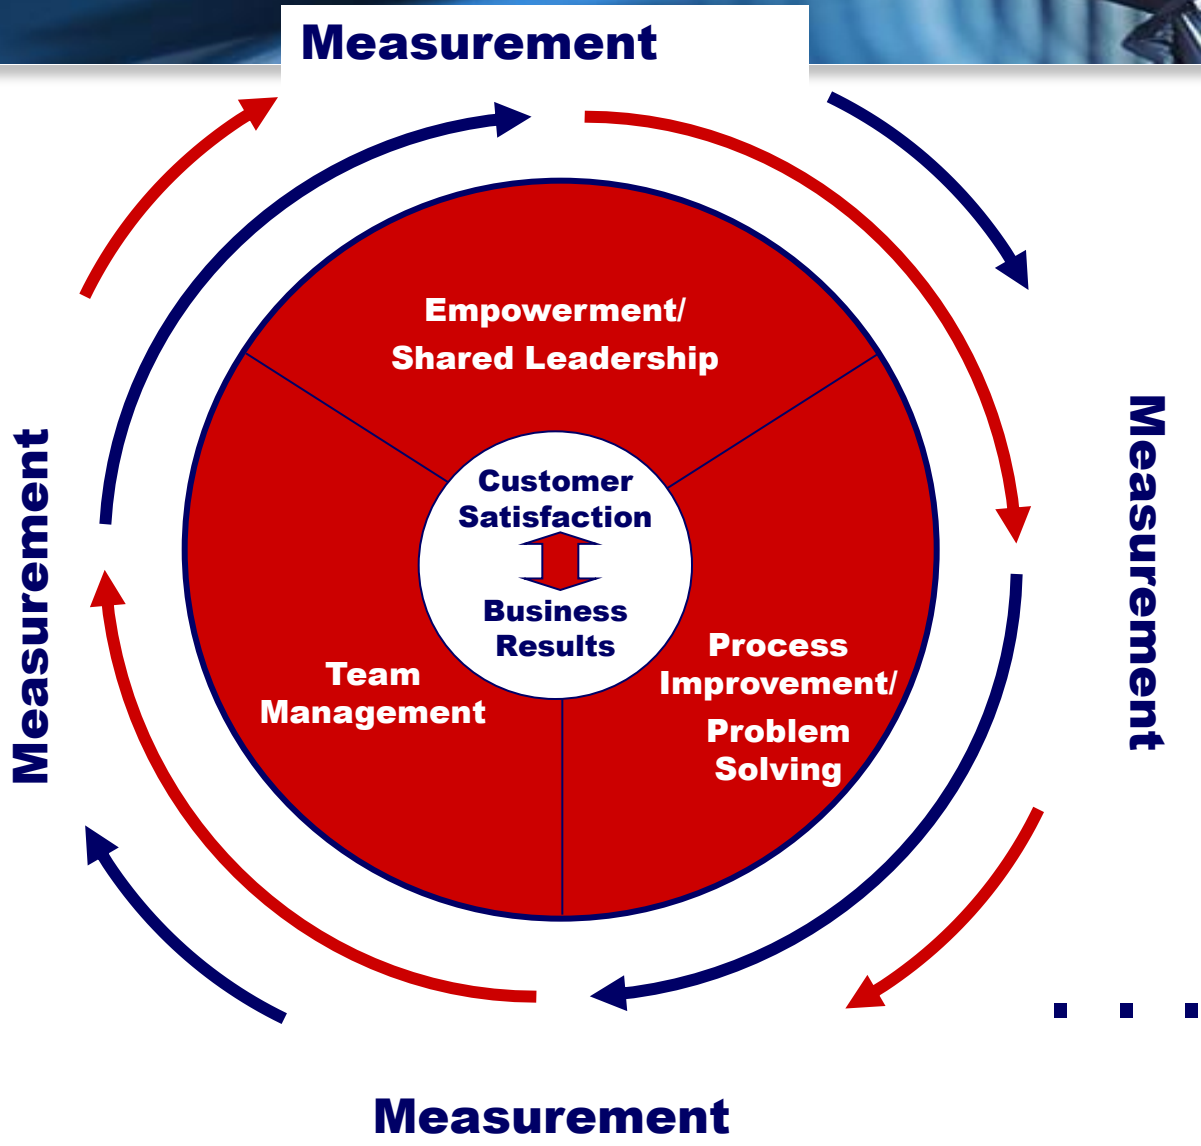 Measurement
Empowerment/
Shared Leadership
Measurement
Measurement
Customer
Satisfaction
Business
Results
Team
Management
Process
Improvement/
Problem
Solving
Measurement